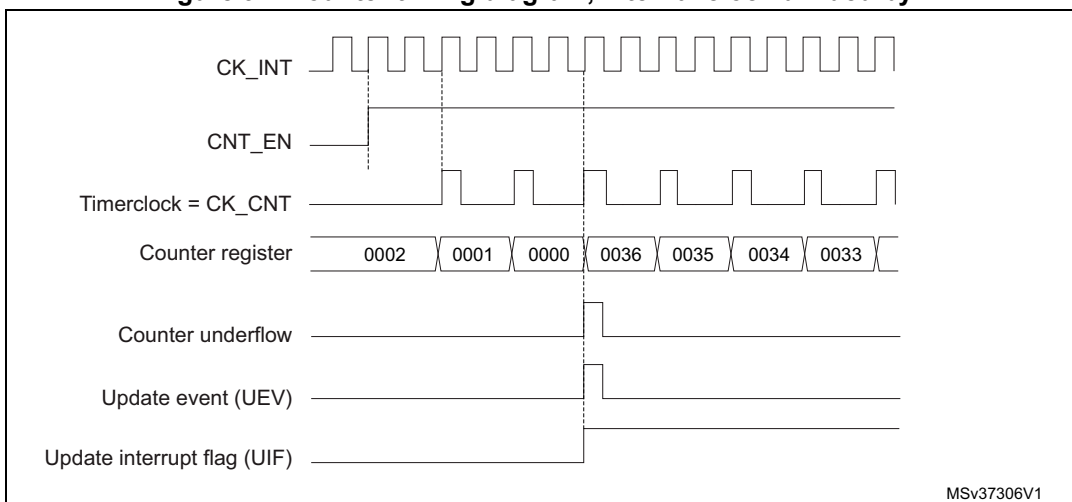 CK_INT
CNT_EN
Timerclock = CK_CNT
Counter register 0002 0001 0000 0036 0035 0034 0033
Counter underflow
Update event (UEV)
Update interrupt flag (UIF)
MSv37306V1